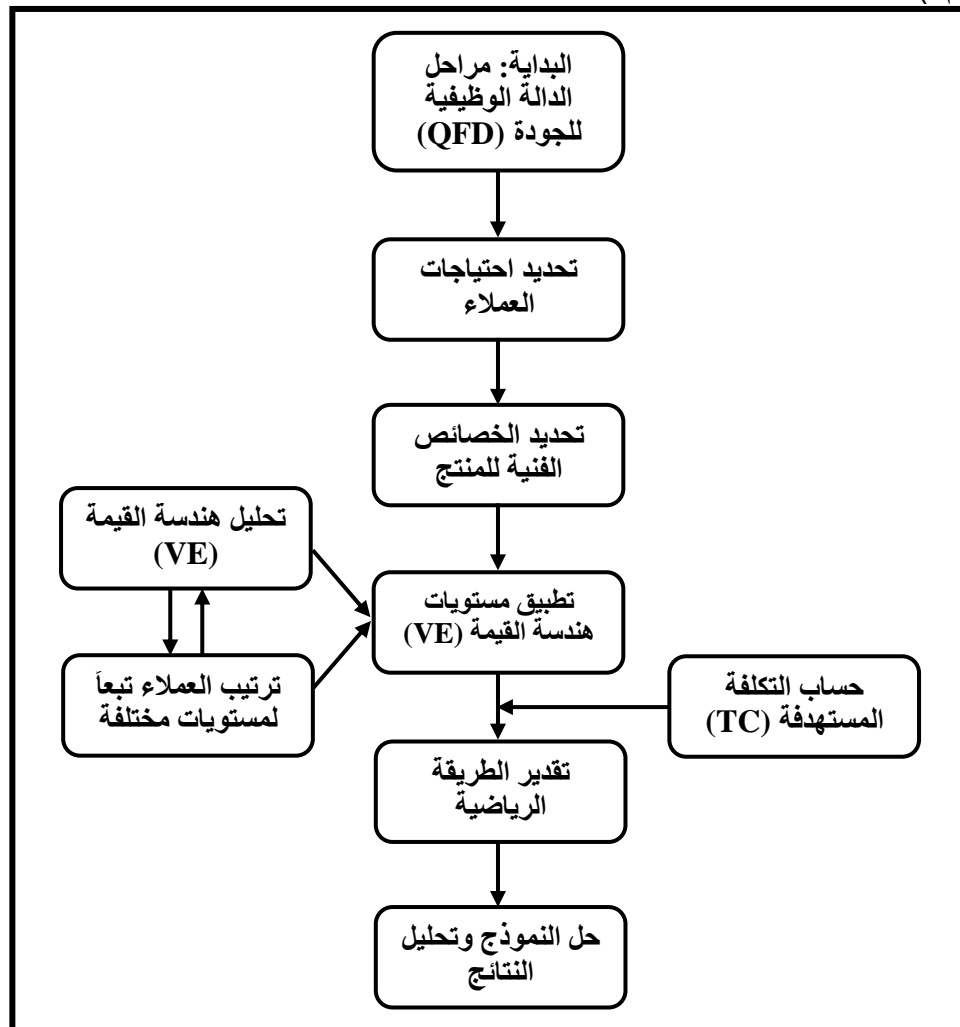 البداية: مراحل
الدالة الوظيفية
للجودة (QFD)
تحديد احتياجات
العملاء
تحديد الخصائص
الفنية للمنتج
تحليل هندسة القيمة
(VE)
تطبيق مستويات
هندسة القيمة (VE)
ترتيب العملاء تبعاً
لمستويات مختلفة
حساب التكلفة
المستهدفة (TC)
تقدير الطريقة
الرياضية
حل النموذج وتحليل
النتائج